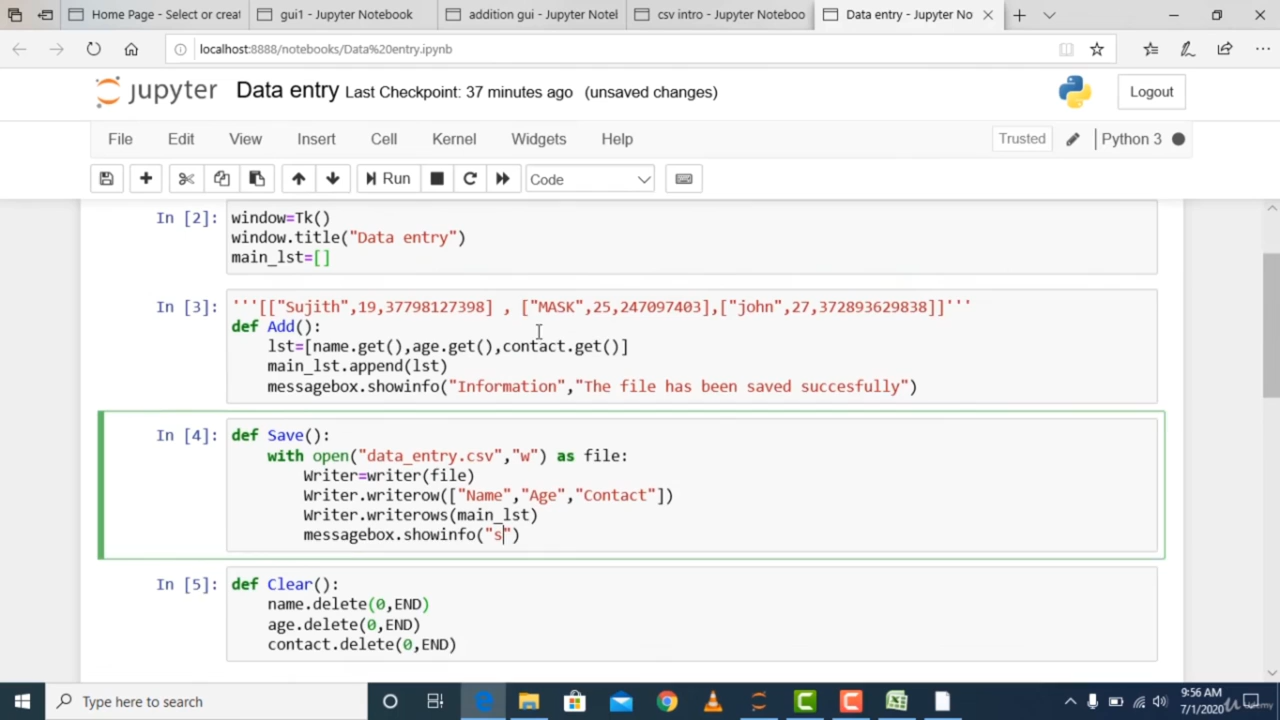 Home Page - Select or creat
gui1 - Jupyter Notebook
addition gui - Jupyter Notel
csv intro - Jupyter Noteboo
Data entry - Jupyter No
localhost:8888/notebooks/Data%20entry.ipynb
jupyter Data entry Last Checkpoint: 37 minutes ago (unsaved changes)
Logout
File Edit View Insert Cell Kernel Widgets Help
Trusted Python 3
Run Code
In [2]: window=Tk()
window.title("Data entry")
main_lst=[]
In [3]: '''[["Sujith",19,37798127398] , ["MASK",25,247097403],["john",27,372893629838]]'''
def Add():
lst=[name.get(),age.get(),contact.get()]
main_lst.append(lst)
messagebox.showinfo("Information","The file has been saved succesfully")
In [4]: def Save():
with open("data_entry.csv","w") as file:
Writer=writer(file)
Writer.writerow(["Name","Age","Contact"])
Writer.writerows(main_lst)
messagebox.showinfo("s")
In [5]: def Clear():
name.delete(0,END)
age.delete(0,END)
contact.delete(0,END)
Type here to search
9:56 AM
7/1/2020
Udemy